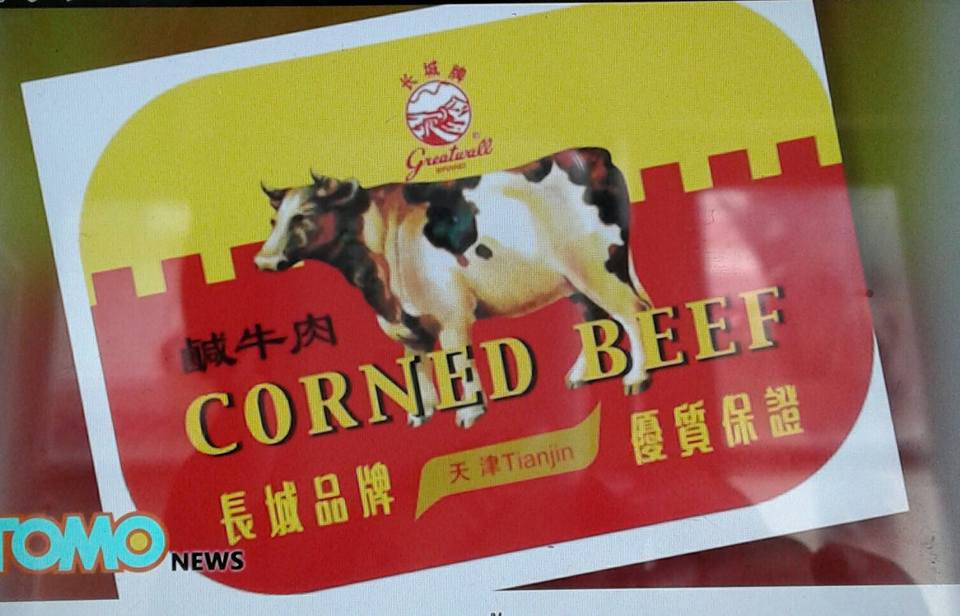 长城牌
Greatwall
BRAND
鹹牛肉
CORNED BEEF
長城品牌
天津Tianjin
優質保證
TOMO
NEWS